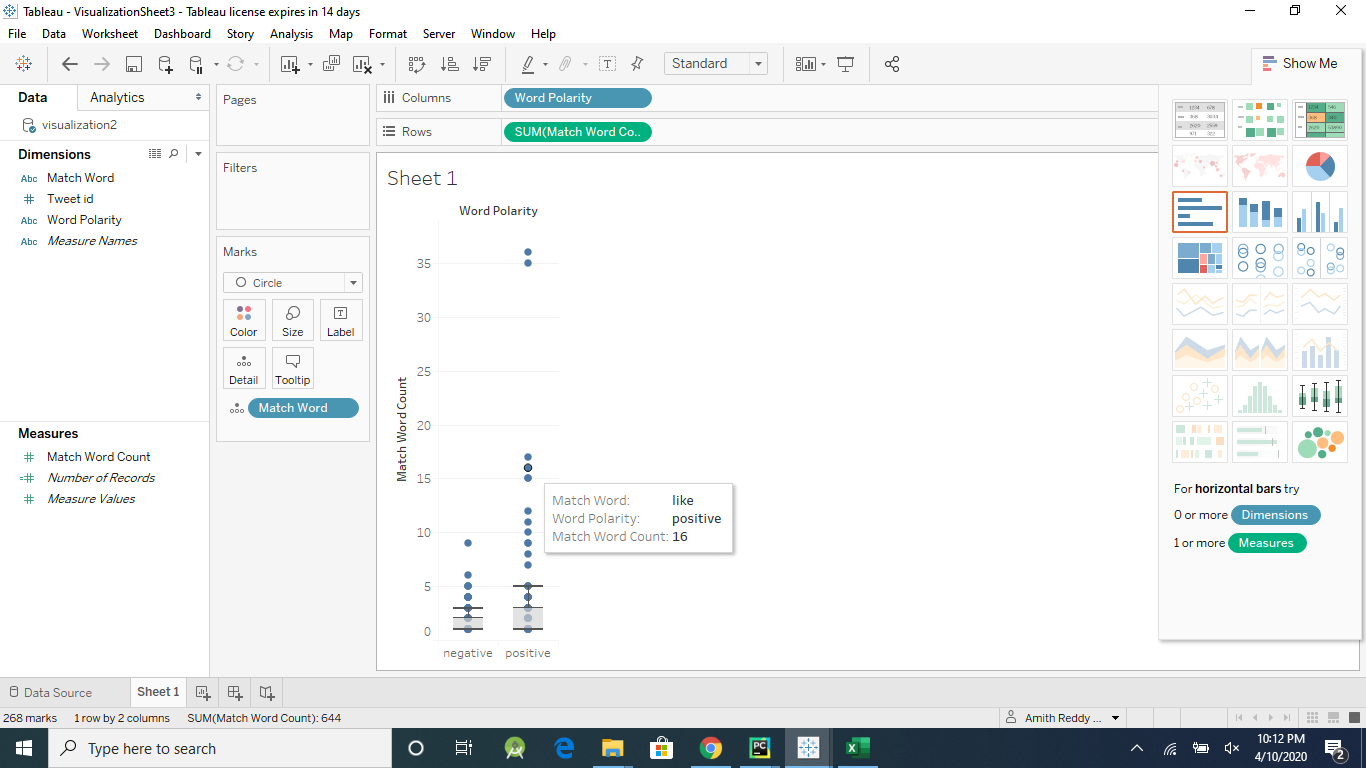 Tableau - VisualizationSheet3 - Tableau license expires in 14 days
File Data Worksheet Dashboard Story Analysis Map Format Server Window Help
Standard
Show Me
Data Analytics
visualization2
Dimensions
Abc Match Word
# Tweet id
Abc Word Polarity
Abc Measure Names
Measures
# Match Word Count
=# Number of Records
# Measure Values
Pages
Filters
Marks
Circle
Color Size Label
Detail Tooltip
Match Word
Columns Word Polarity
Rows SUM(Match Word Co..
Sheet 1
Word Polarity
Match Word Count
35
30
25
20
15
10
5
0
negative positive
Match Word: like
Word Polarity: positive
Match Word Count: 16
For horizontal bars try
0 or more Dimensions
1 or more Measures
Data Source Sheet 1
268 marks 1 row by 2 columns SUM(Match Word Count): 644
Amith Reddy ...
Type here to search
PC
10:12 PM
4/10/2020
2